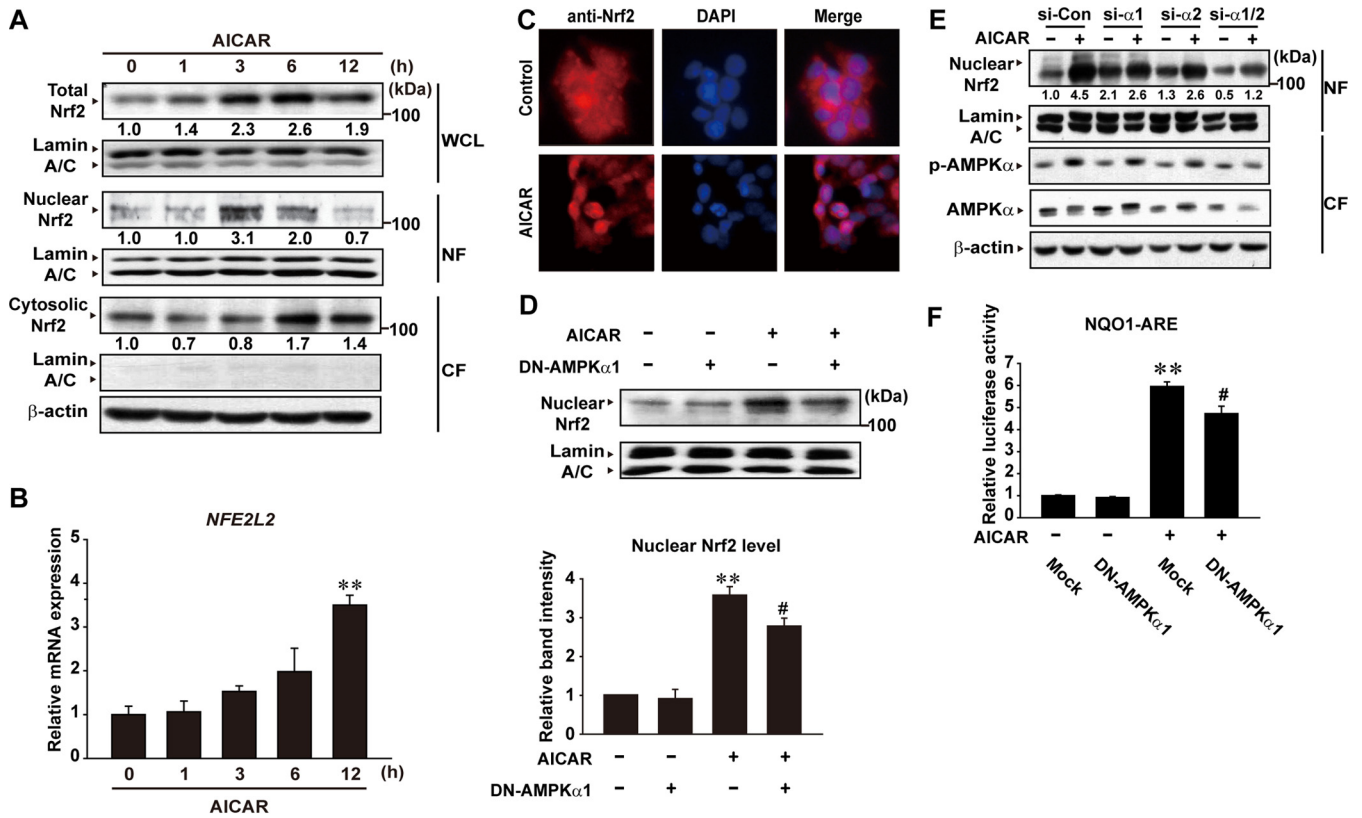 A
AICAR
0 1 3 6 12 (h)
Total Nrf2
(kDa)
100
1.0 1.4 2.3 2.6 1.9
Lamin A/C
WCL
Nuclear Nrf2
100
1.0 1.0 3.1 2.0 0.7
Lamin A/C
NF
Cytosolic Nrf2
100
1.0 0.7 0.8 1.7 1.4
Lamin A/C
β-actin
CF
B
NFE2L2
Relative mRNA expression
5
4
3
2
1
0
**
0 1 3 6 12 (h)
AICAR
C
anti-Nrf2 DAPI Merge
Control
AICAR
D
AICAR − − + +
DN-AMPKα1 − + − +
Nuclear Nrf2
(kDa)
100
Lamin A/C
Nuclear Nrf2 level
Relative band intensity
4
3
2
1
0
** #
AICAR − − + +
DN-AMPKα1 − + − +
E
si-Con si-α1 si-α2 si-α1/2
AICAR − + − + − + − +
Nuclear Nrf2
(kDa)
100
1.0 4.5 2.1 2.6 1.3 2.6 0.5 1.2
Lamin A/C
NF
p-AMPKα
AMPKα
β-actin
CF
F
NQO1-ARE
Relative luciferase activity
7
6
5
4
3
2
1
0
** #
AICAR − − + +
Mock DN-AMPKα1 Mock DN-AMPKα1